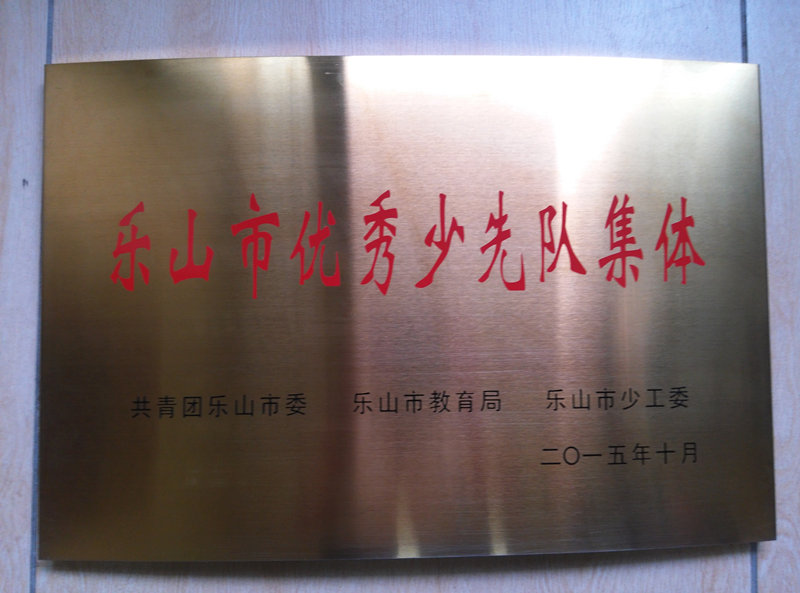 乐山市优秀少先队集体
共青团乐山市委 乐山市教育局 乐山市少工委
二〇一五年十月